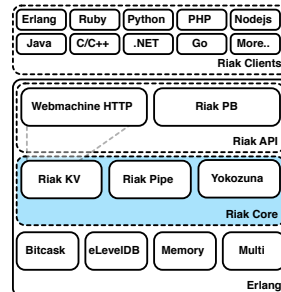 Erlang Ruby Python PHP Nodejs
Java C/C++ .NET Go More..
Riak Clients
Webmachine HTTP Riak PB
Riak API
Riak KV Riak Pipe Yokozuna
Riak Core
Bitcask eLevelDB Memory Multi
Erlang